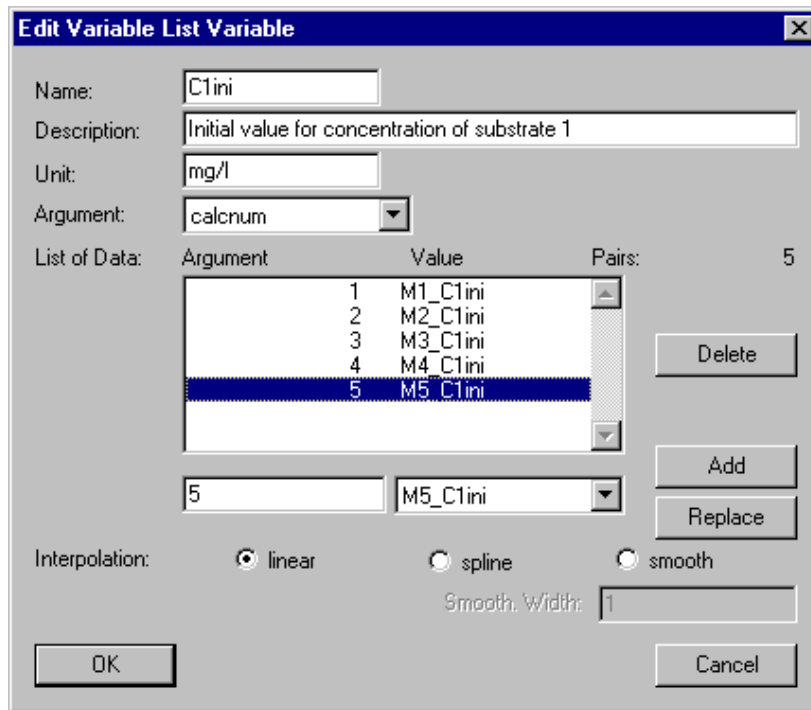 Edit Variable List Variable
Name: C1ini
Description: Initial value for concentration of substrate 1
Unit: mg/l
Argument: calcnum
List of Data: Argument Value Pairs: 5
1 M1_C1ini
2 M2_C1ini
3 M3_C1ini
4 M4_C1ini
5 M5_C1ini
Delete
Add
5 M5_C1ini
Replace
Interpolation: linear spline smooth
Smooth. Width: 1
OK Cancel